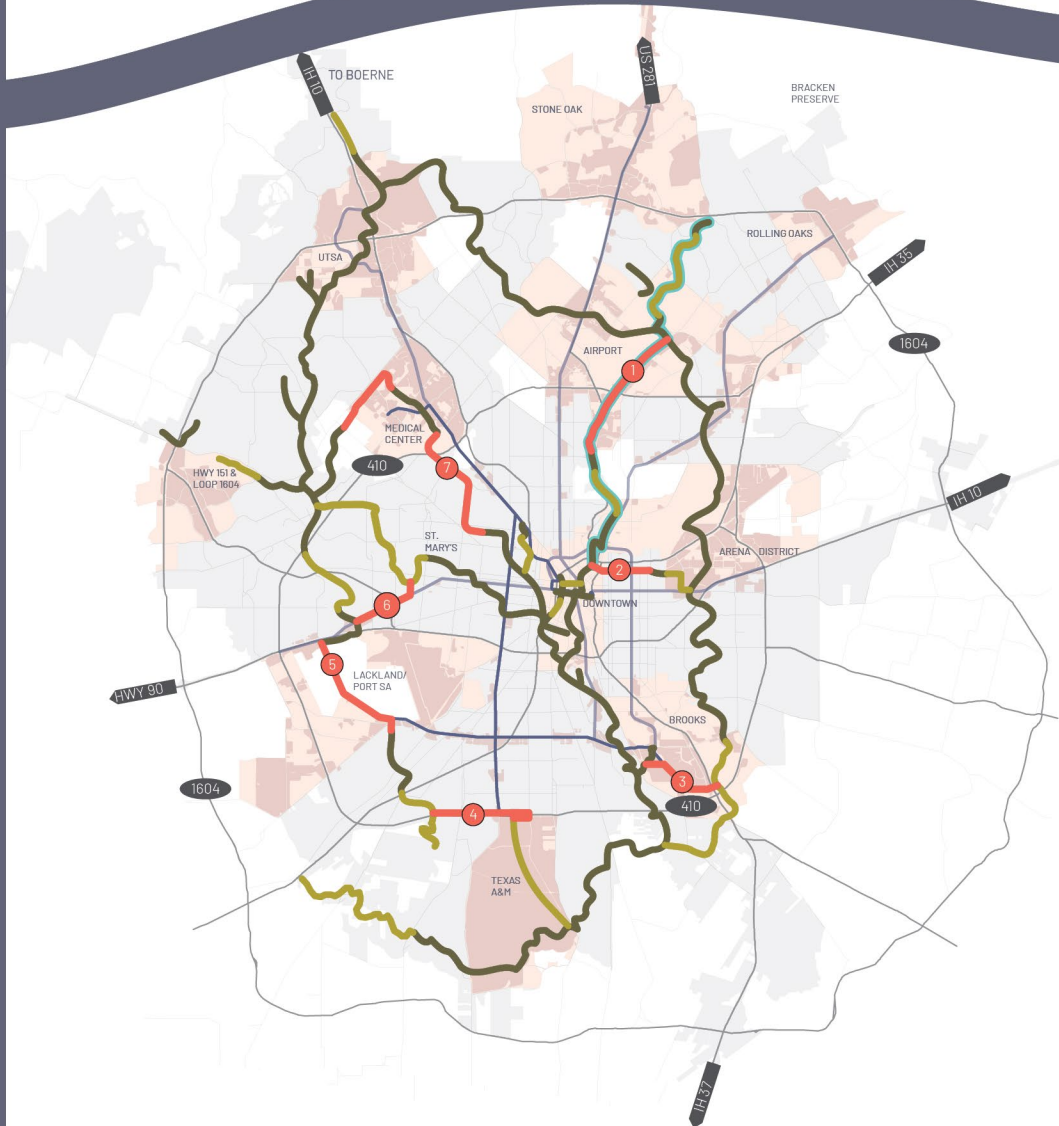 IH 10
TO BOERNE
US 281
BRACKEN
PRESERVE
STONE OAK
ROLLING OAKS
UTSA
IH 35
1604
AIRPORT
1
MEDICAL
CENTER
410
7
HWY 151 &
LOOP 1604
IH 10
ST.
MARY'S
ARENA DISTRICT
2
6
DOWNTOWN
5
LACKLAND/
PORT SA
HWY 90
BROOKS
3
1604
410
4
TEXAS
A&M
IH 37